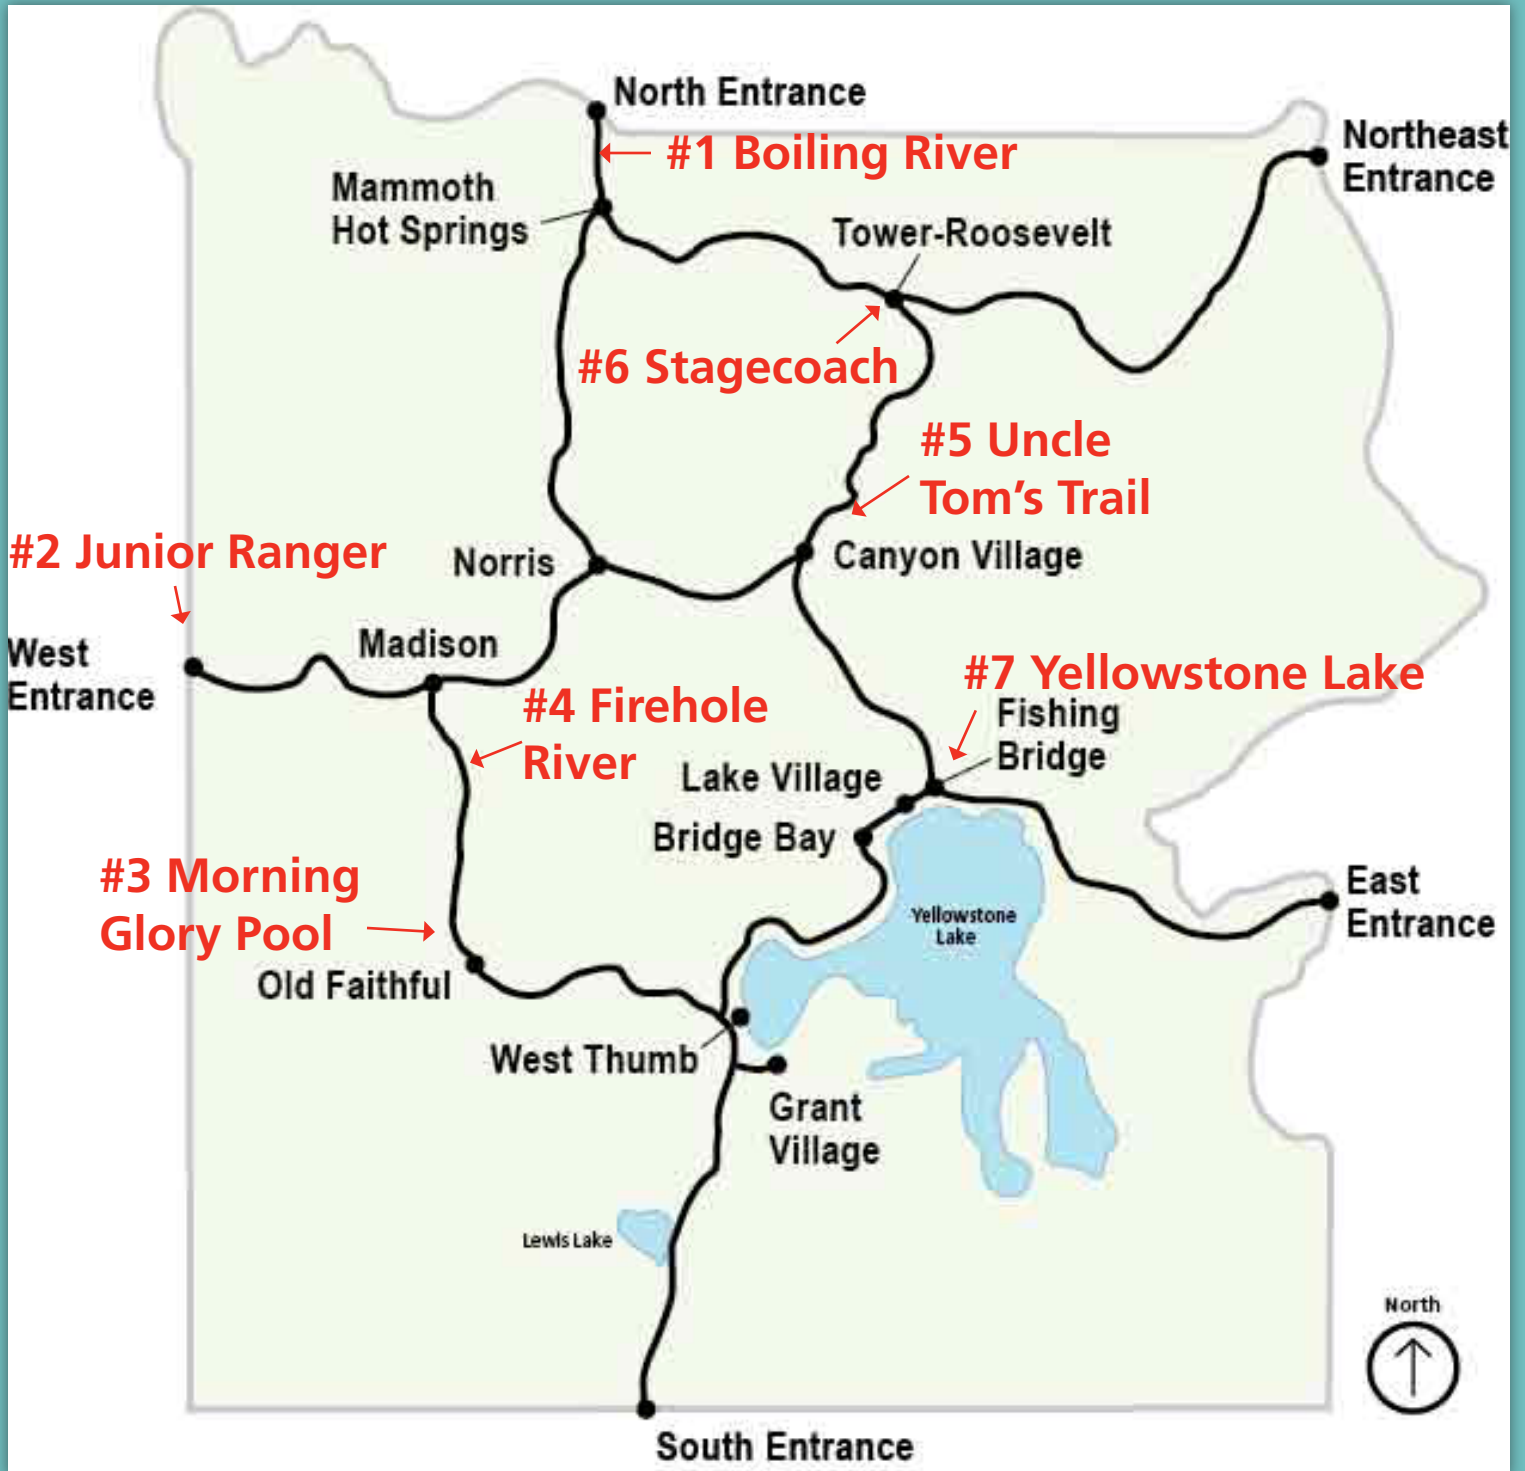 North Entrance
#1 Boiling River
Northeast
Entrance
Mammoth
Hot Springs
Tower-Roosevelt
#6 Stagecoach
#5 Uncle
Tom’s Trail
#2 Junior Ranger
Norris
Canyon Village
West
Entrance
Madison
#7 Yellowstone Lake
#4 Firehole
River
Fishing
Bridge
Lake Village
Bridge Bay
#3 Morning
Glory Pool
East
Entrance
Yellowstone
Lake
Old Faithful
West Thumb
Grant
Village
Lewis Lake
North
South Entrance